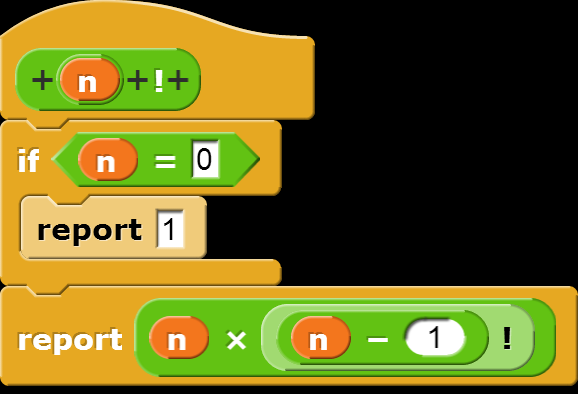 + n + ! +
if n = 0
report 1
report n × n − 1 !